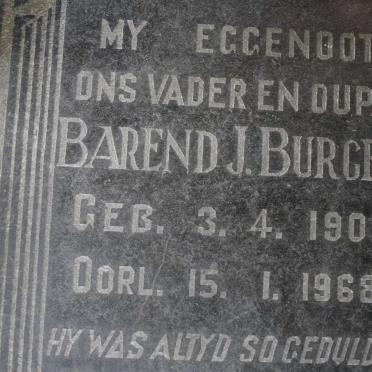 MY EGGENOOT
ONS VADER EN OUP
BAREND J. BURGE
GEB. 3. 4. 190
OORL. 15. 1. 1968
HY WAS ALTYD SO GEDULD